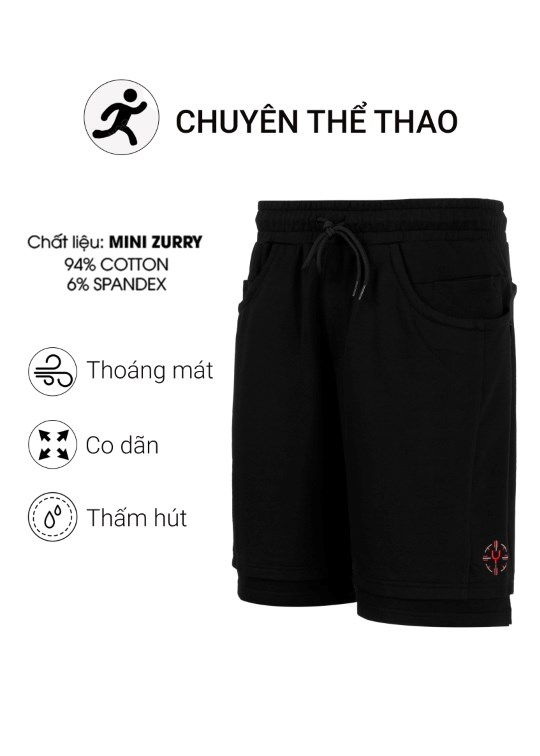 CHUYÊN THỂ THAO
Chất liệu: MINI ZURRY
94% COTTON
6% SPANDEX
Thoáng mát
Co dãn
Thấm hút